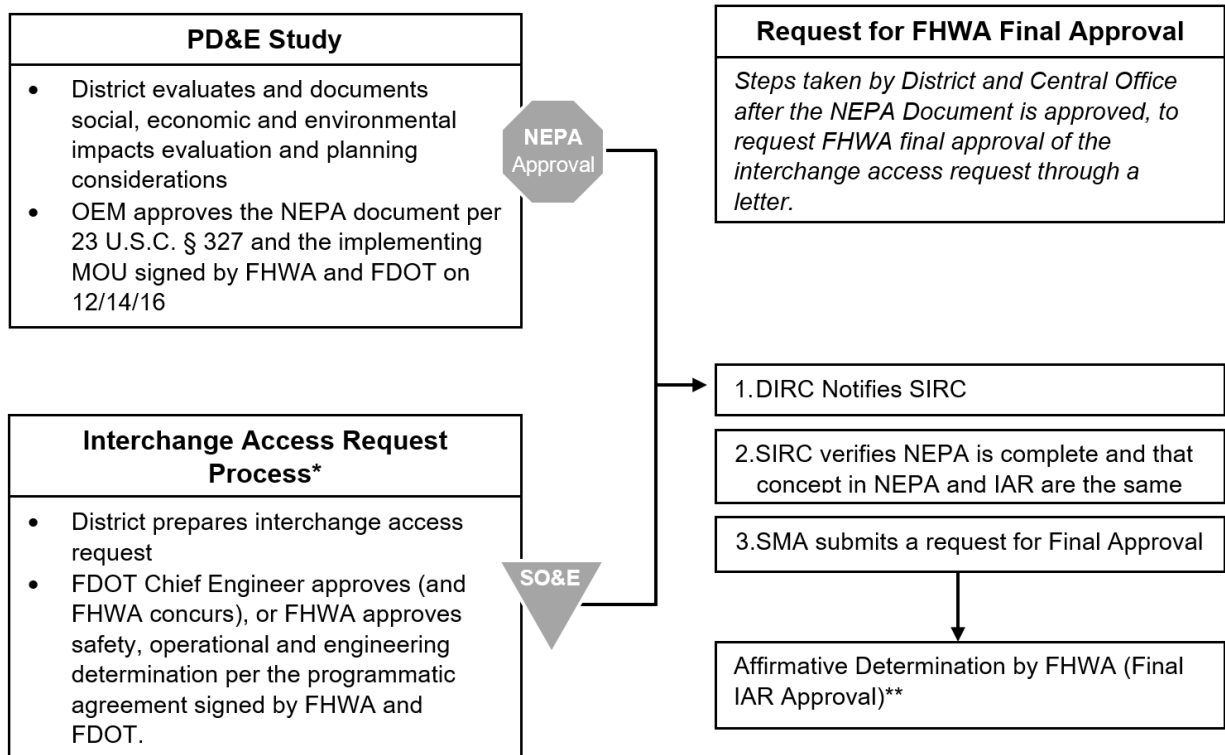 PD&E Study
• District evaluates and documents
social, economic and environmental
impacts evaluation and planning
considerations
• OEM approves the NEPA document per
23 U.S.C. § 327 and the implementing
MOU signed by FHWA and FDOT on
12/14/16
NEPA
Approval
Interchange Access Request
Process*
• District prepares interchange access
request
• FDOT Chief Engineer approves (and
FHWA concurs), or FHWA approves
safety, operational and engineering
determination per the programmatic
agreement signed by FHWA and
FDOT.
SO&E
Request for FHWA Final Approval
Steps taken by District and Central Office
after the NEPA Document is approved, to
request FHWA final approval of the
interchange access request through a
letter.
1.DIRC Notifies SIRC
2.SIRC verifies NEPA is complete and that
concept in NEPA and IAR are the same
3.SMA submits a request for Final Approval
Affirmative Determination by FHWA (Final
IAR Approval)**